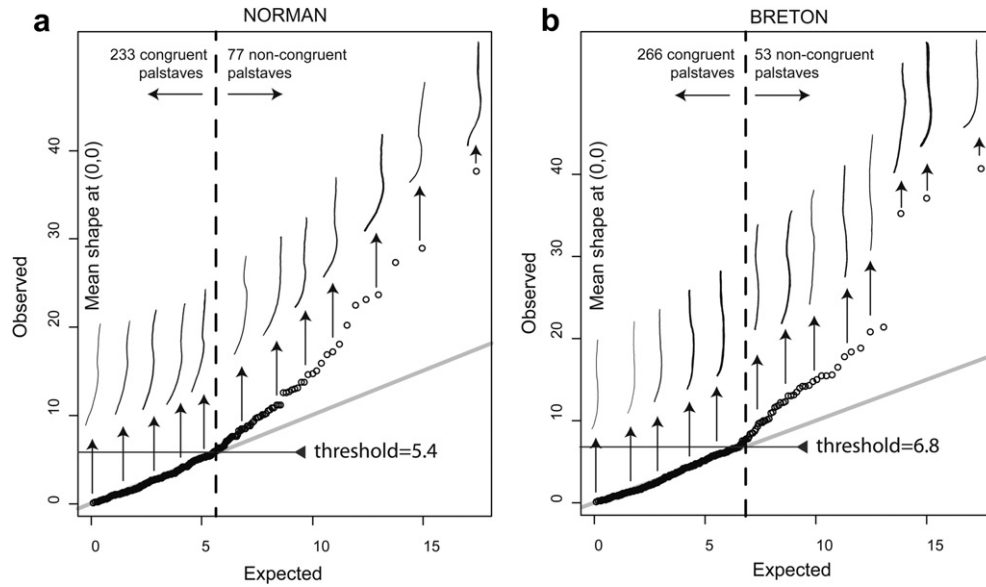 a
NORMAN
233 congruent
palstaves
77 non-congruent
palstaves
Mean shape at (0,0)
Observed
40
30
20
10
0
threshold=5.4
0
5
10
15
Expected
b
BRETON
266 congruent
palstaves
53 non-congruent
palstaves
Mean shape at (0,0)
Observed
40
30
20
10
0
threshold=6.8
0
5
10
15
Expected